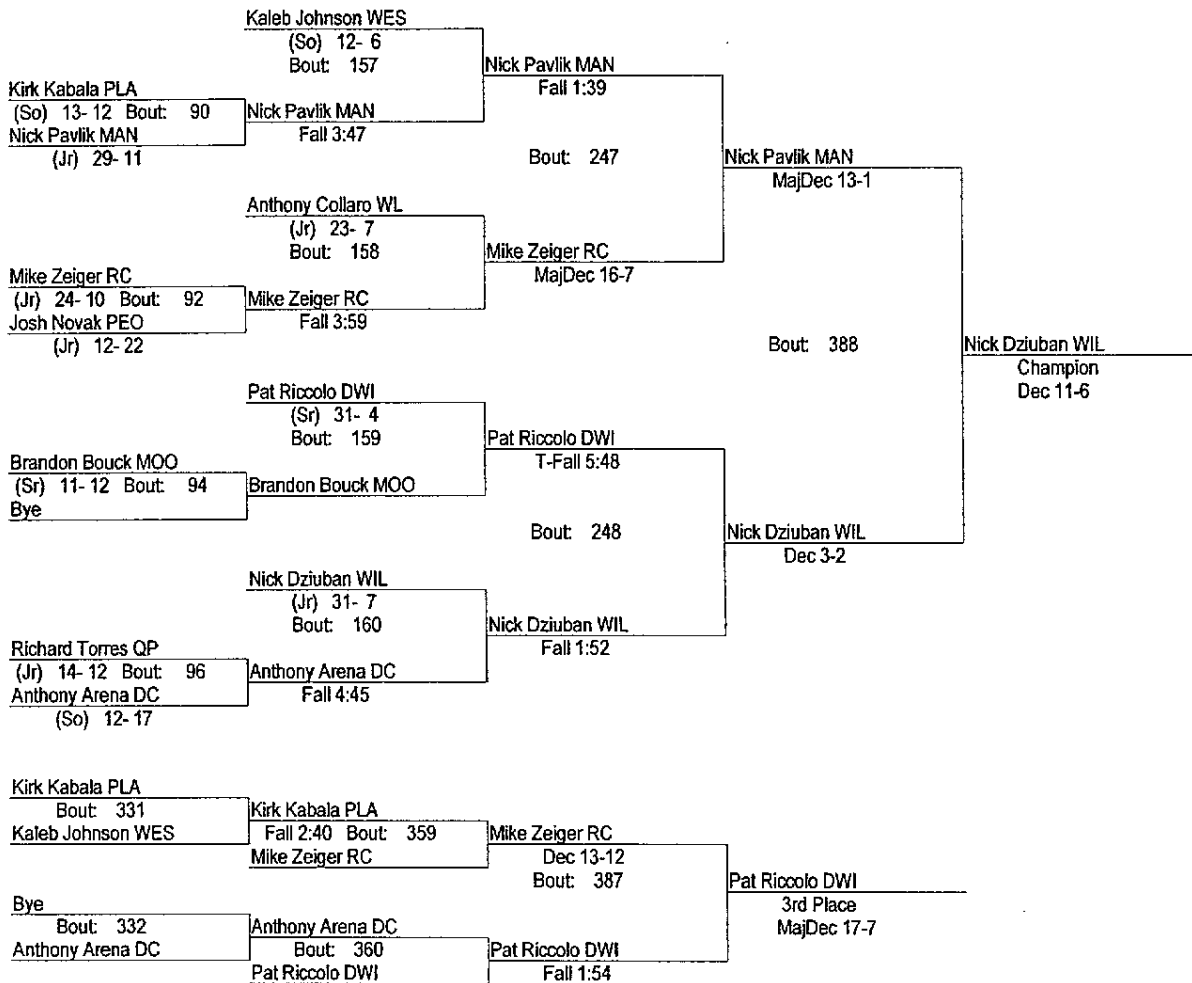 Kaleb Johnson WES
(So) 12- 6
Bout: 157
Nick Pavlik MAN
Fall 1:39
Kirk Kabala PLA
(So) 13- 12 Bout: 90
Nick Pavlik MAN
(Jr) 29- 11
Nick Pavlik MAN
Fall 3:47
Bout: 247
Nick Pavlik MAN
MajDec 13-1
Anthony Collaro WL
(Jr) 23- 7
Bout: 158
Mike Zeiger RC
MajDec 16-7
Mike Zeiger RC
(Jr) 24- 10 Bout: 92
Josh Novak PEO
(Jr) 12- 22
Mike Zeiger RC
Fall 3:59
Bout: 388
Nick Dziuban WIL
Champion
Dec 11-6
Pat Riccolo DWI
(Sr) 31- 4
Bout: 159
Pat Riccolo DWI
T-Fall 5:48
Brandon Bouck MOO
(Sr) 11- 12 Bout: 94
Bye
Brandon Bouck MOO
Bout: 248
Nick Dziuban WIL
Dec 3-2
Nick Dziuban WIL
(Jr) 31- 7
Bout: 160
Nick Dziuban WIL
Fall 1:52
Richard Torres QP
(Jr) 14- 12 Bout: 96
Anthony Arena DC
(So) 12- 17
Anthony Arena DC
Fall 4:45
Kirk Kabala PLA
Bout: 331
Kaleb Johnson WES
Kirk Kabala PLA
Fall 2:40 Bout: 359
Mike Zeiger RC
Mike Zeiger RC
Dec 13-12
Bout: 387
Pat Riccolo DWI
3rd Place
MajDec 17-7
Bye
Bout: 332
Anthony Arena DC
Anthony Arena DC
Bout: 360
Pat Riccolo DWI
Pat Riccolo DWI
Fall 1:54